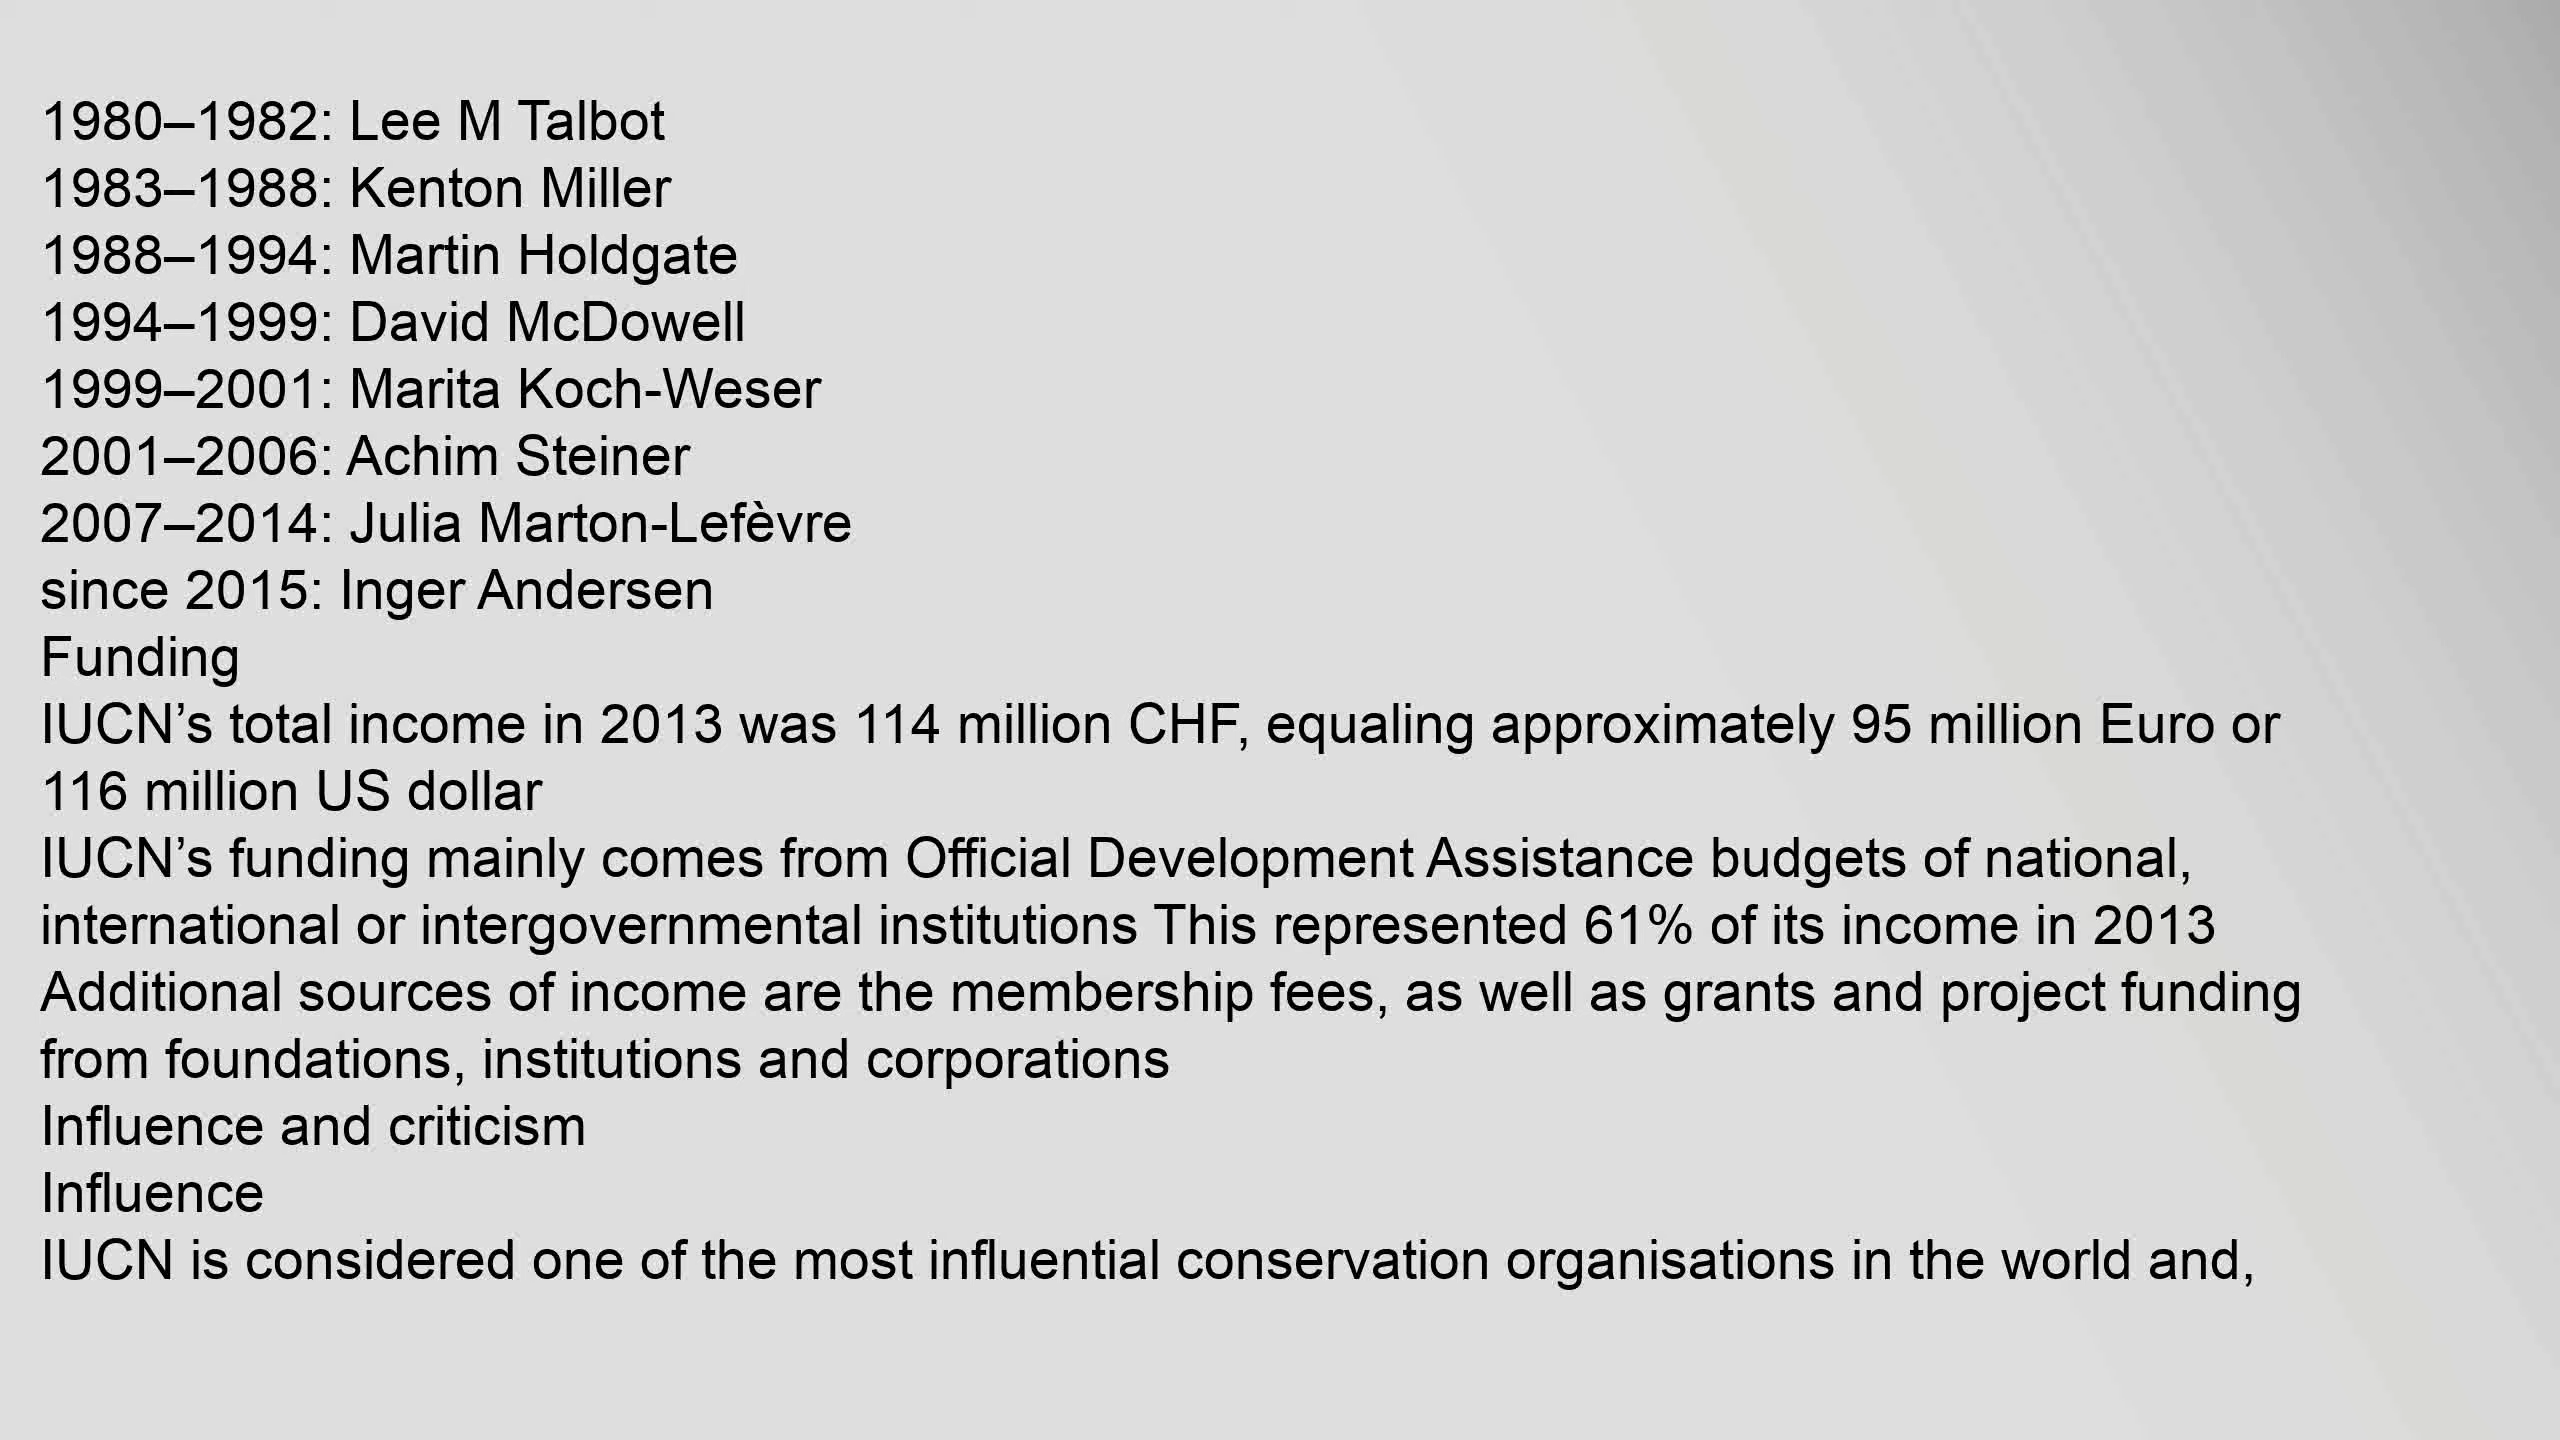 1980–1982: Lee M Talbot
1983–1988: Kenton Miller
1988–1994: Martin Holdgate
1994–1999: David McDowell
1999–2001: Marita Koch-Weser
2001–2006: Achim Steiner
2007–2014: Julia Marton-Lefèvre
since 2015: Inger Andersen
Funding
IUCN’s total income in 2013 was 114 million CHF, equaling approximately 95 million Euro or
116 million US dollar
IUCN’s funding mainly comes from Official Development Assistance budgets of national,
international or intergovernmental institutions This represented 61% of its income in 2013
Additional sources of income are the membership fees, as well as grants and project funding
from foundations, institutions and corporations
Influence and criticism
Influence
IUCN is considered one of the most influential conservation organisations in the world and,